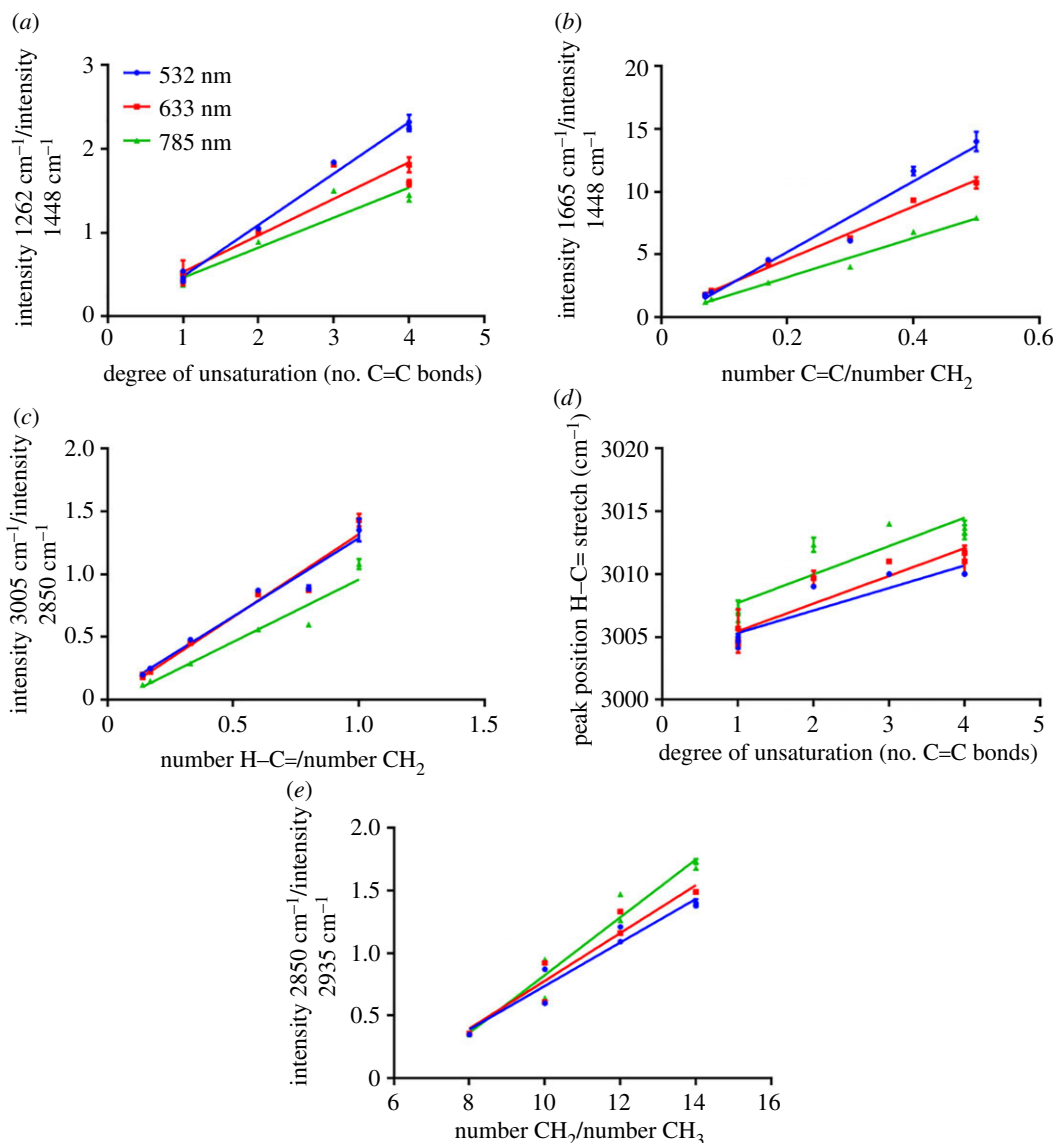 (a)
intensity 1262 cm⁻¹/intensity
1448 cm⁻¹
3
2
1
0
532 nm
633 nm
785 nm
0 1 2 3 4 5
degree of unsaturation (no. C=C bonds)
(b)
intensity 1665 cm⁻¹/intensity
1448 cm⁻¹
20
15
10
5
0
0 0.2 0.4 0.6
number C=C/number CH₂
(c)
intensity 3005 cm⁻¹/intensity
2850 cm⁻¹
2.0
1.5
1.0
0.5
0
0 0.5 1.0 1.5
number H–C=/number CH₂
(d)
peak position H–C= stretch (cm⁻¹)
3020
3015
3010
3005
3000
0 1 2 3 4 5
degree of unsaturation (no. C=C bonds)
(e)
intensity 2850 cm⁻¹/intensity
2935 cm⁻¹
2.0
1.5
1.0
0.5
0
6 8 10 12 14 16
number CH₂/number CH₃